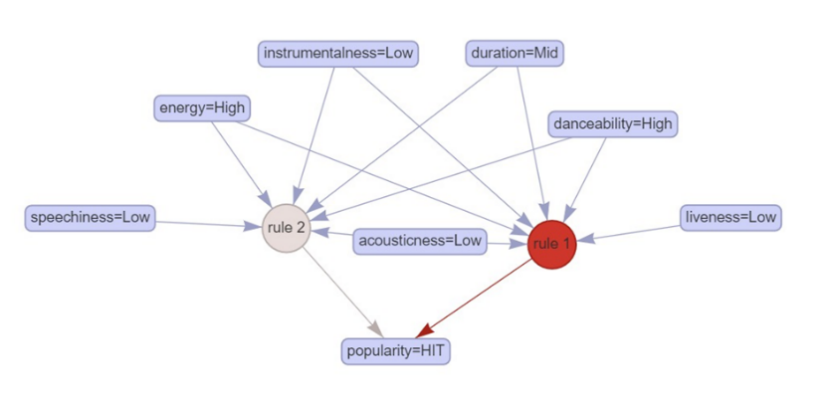 instrumentalness=Low
duration=Mid
energy=High
danceability=High
speechiness=Low
liveness=Low
rule 2
acousticness=Low
rule 1
popularity=HIT